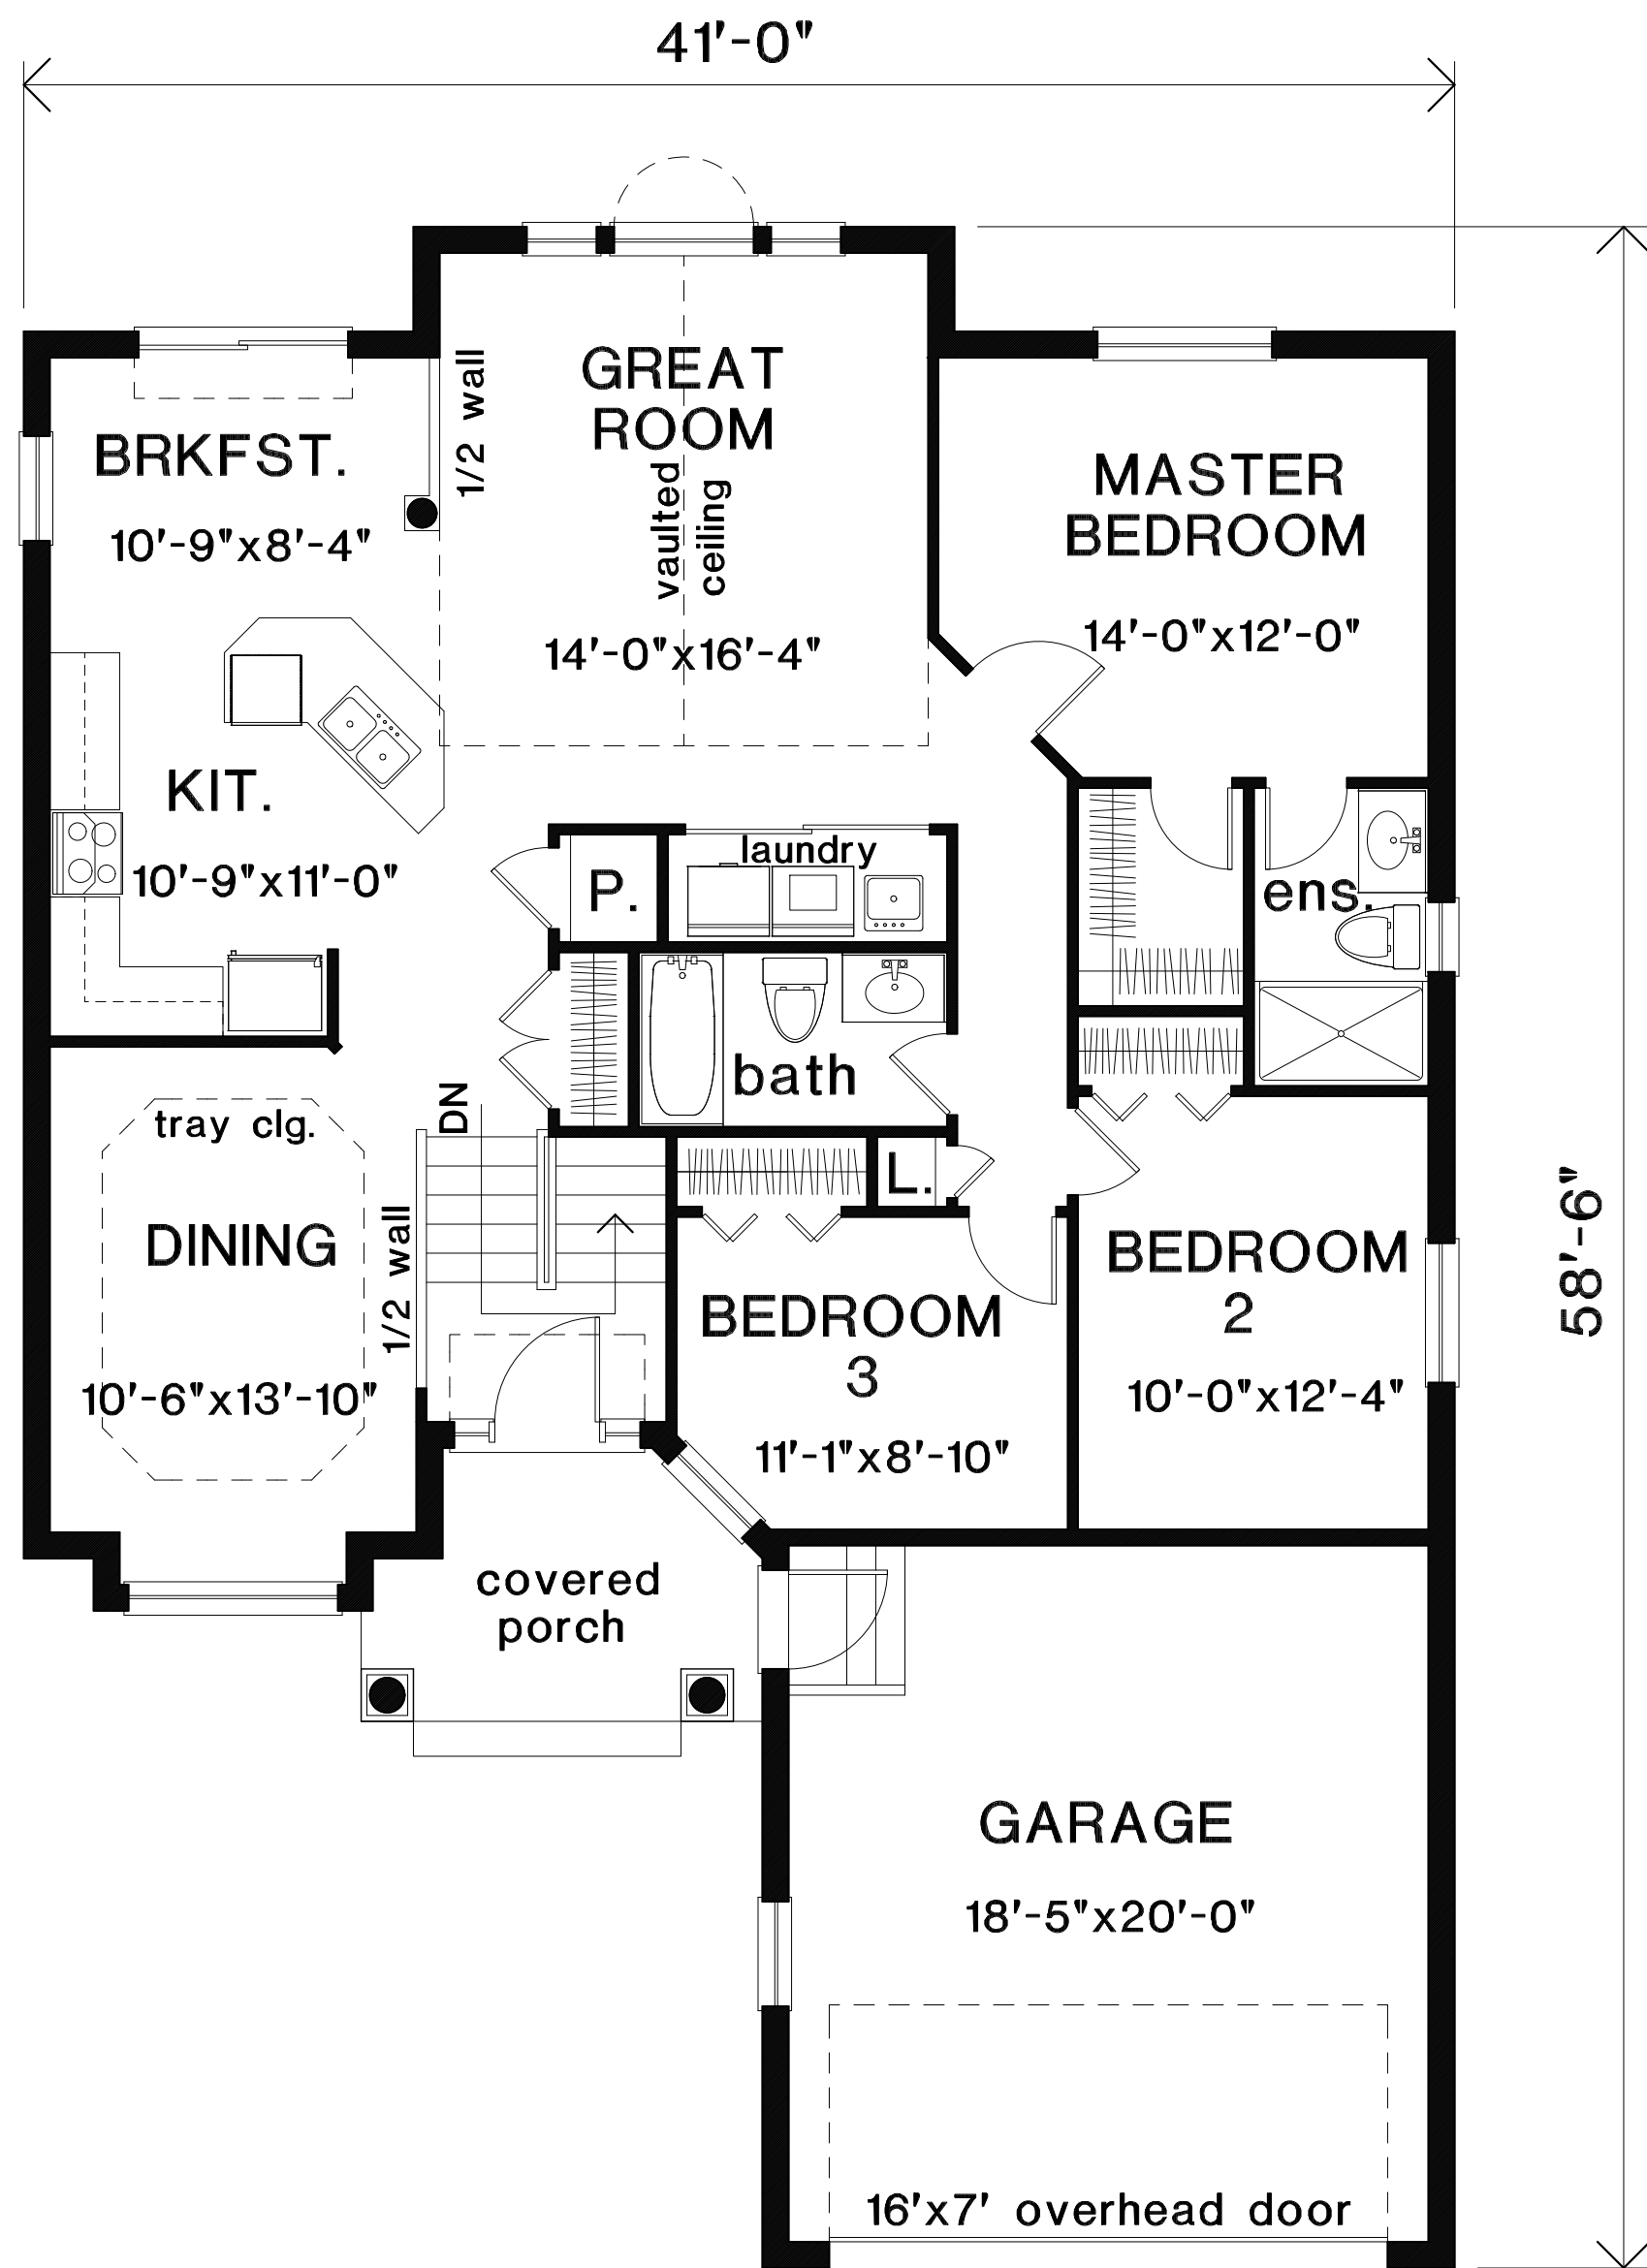 41'-0"
GREAT
ROOM
1/2 wall
vaulted
ceiling
14'-0"x16'-4"
BRKFST.
10'-9"x8'-4"
MASTER
BEDROOM
14'-0"x12'-0"
KIT.
10'-9"x11'-0"
laundry
P.
ens.
bath
DN
tray clg.
DINING
1/2 wall
10'-6"x13'-10"
L.
BEDROOM
2
10'-0"x12'-4"
BEDROOM
3
11'-1"x8'-10"
58'-6"
covered
porch
GARAGE
18'-5"x20'-0"
16'x7' overhead door